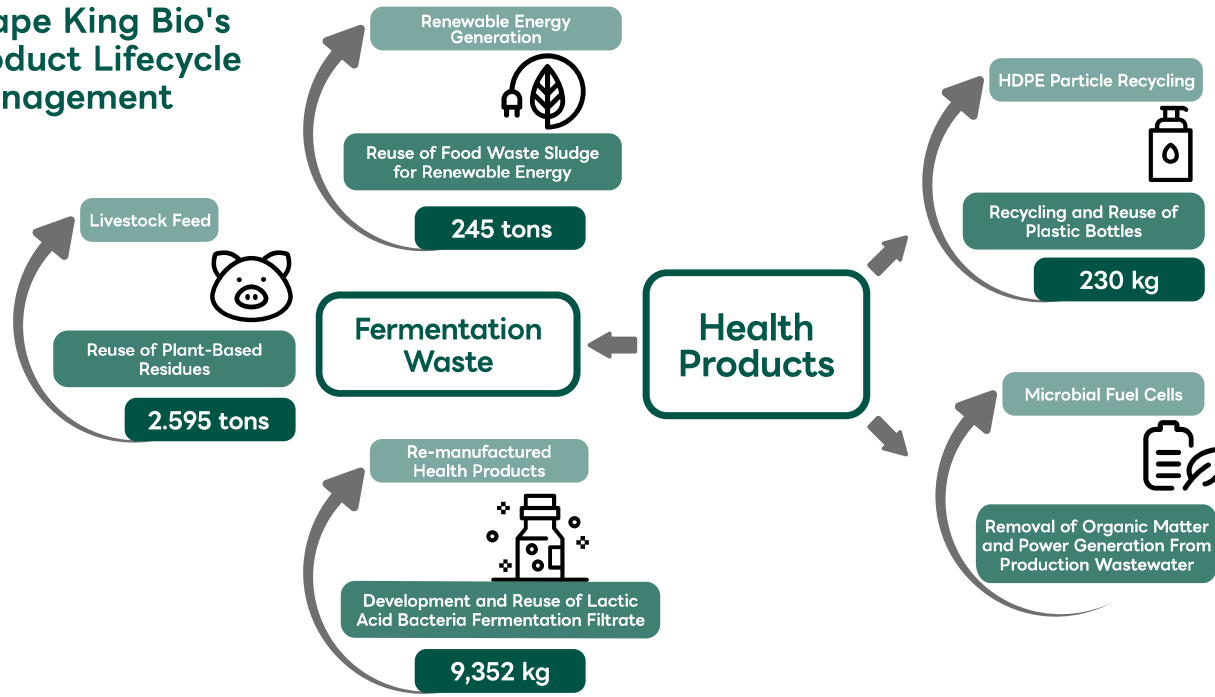 ape King Bio's
oduct Lifecycle
nagement
Renewable Energy
Generation
Reuse of Food Waste Sludge
for Renewable Energy
245 tons
Livestock Feed
Reuse of Plant-Based
Residues
2.595 tons
Fermentation
Waste
Health
Products
Re-manufactured
Health Products
Development and Reuse of Lactic
Acid Bacteria Fermentation Filtrate
9,352 kg
HDPE Particle Recycling
Recycling and Reuse of
Plastic Bottles
230 kg
Microbial Fuel Cells
Removal of Organic Matter
and Power Generation From
Production Wastewater